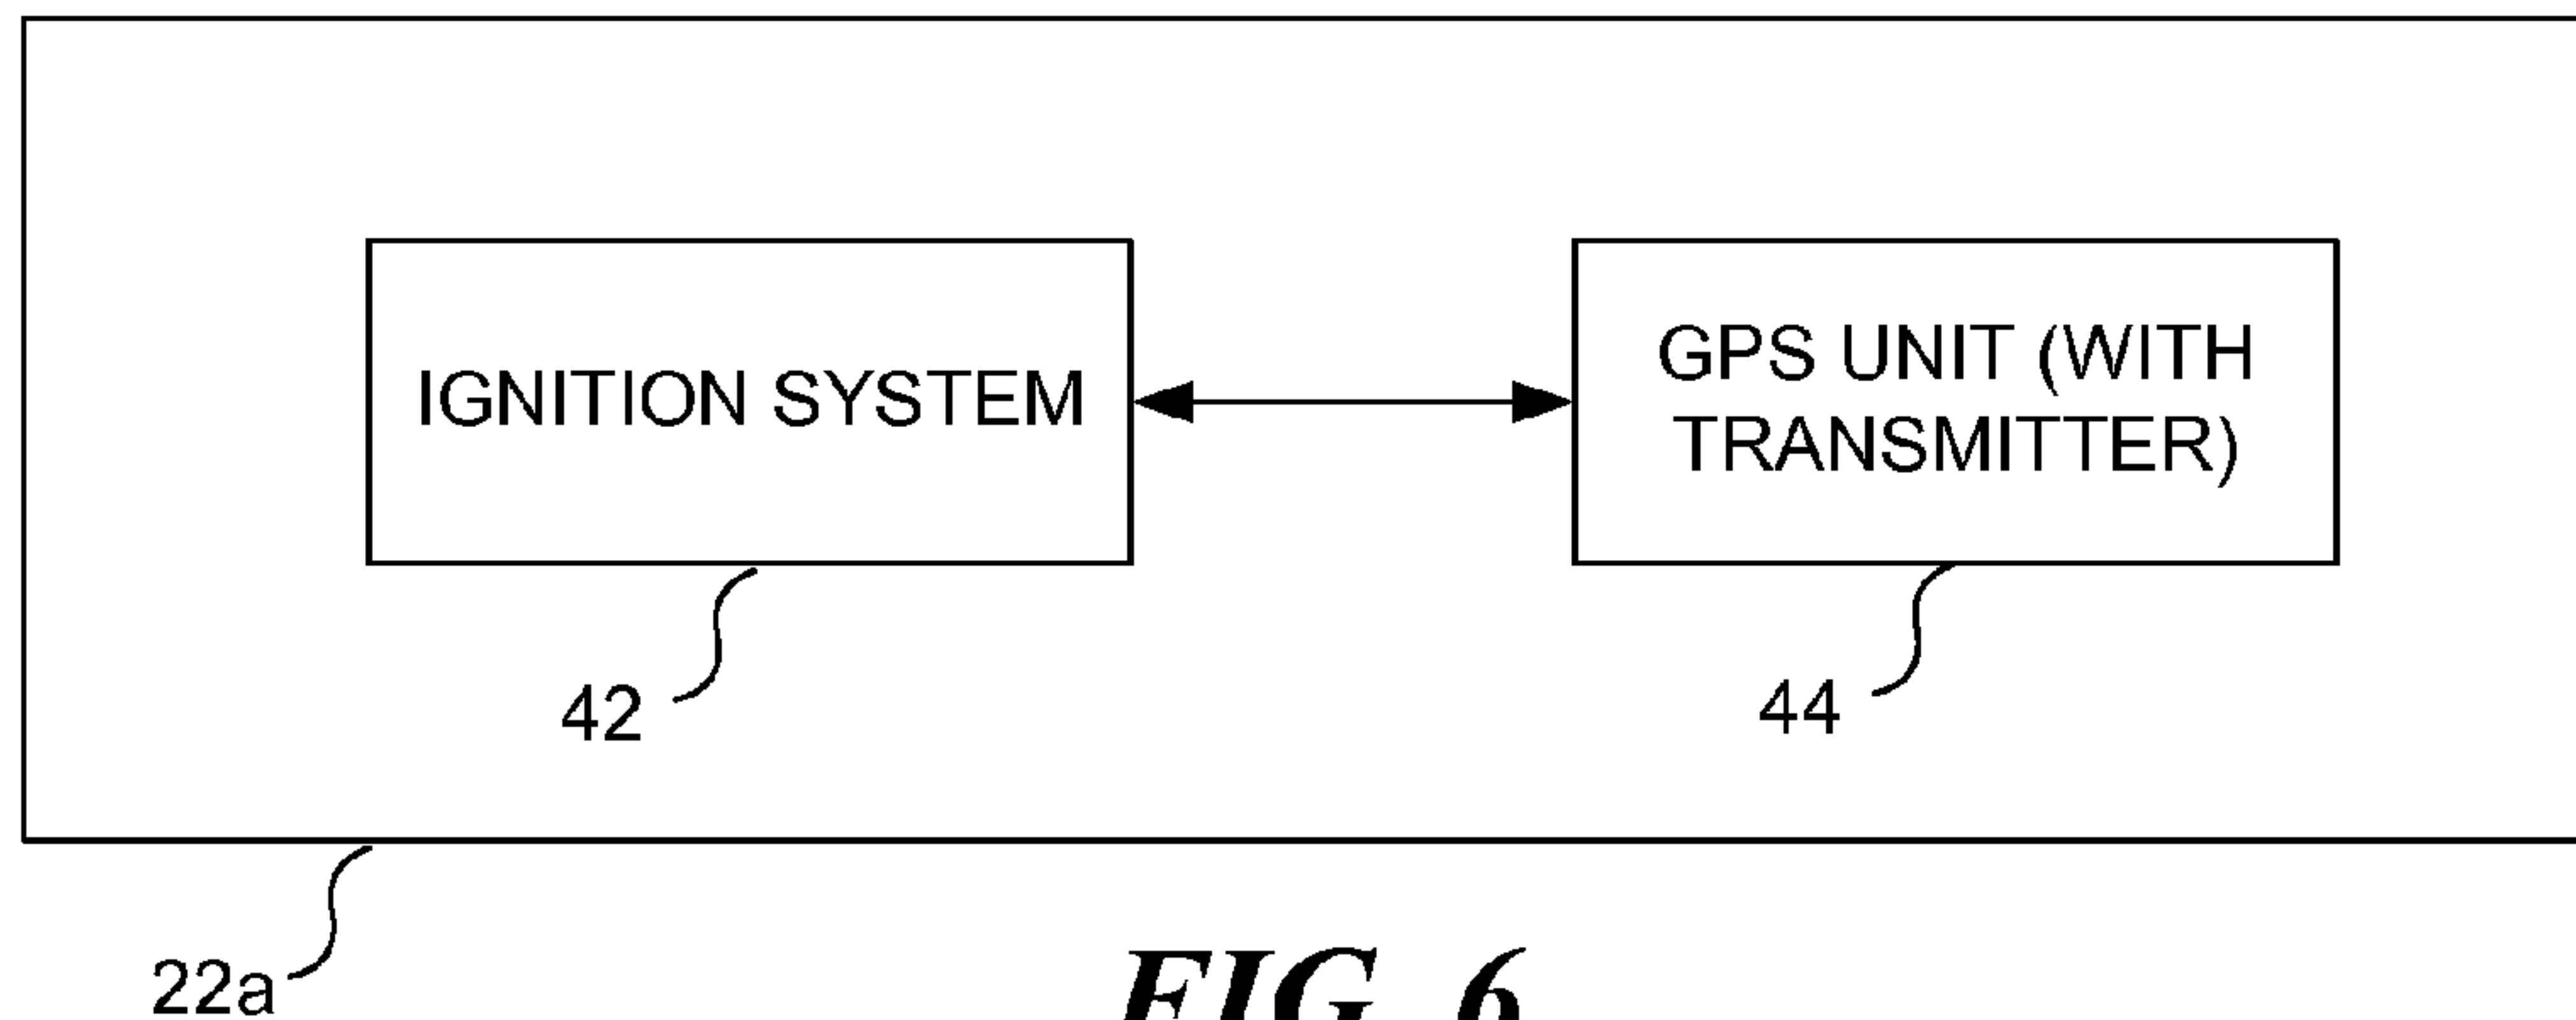 IGNITION SYSTEM
GPS UNIT (WITH
TRANSMITTER)
42
44
22a
FIG. 6